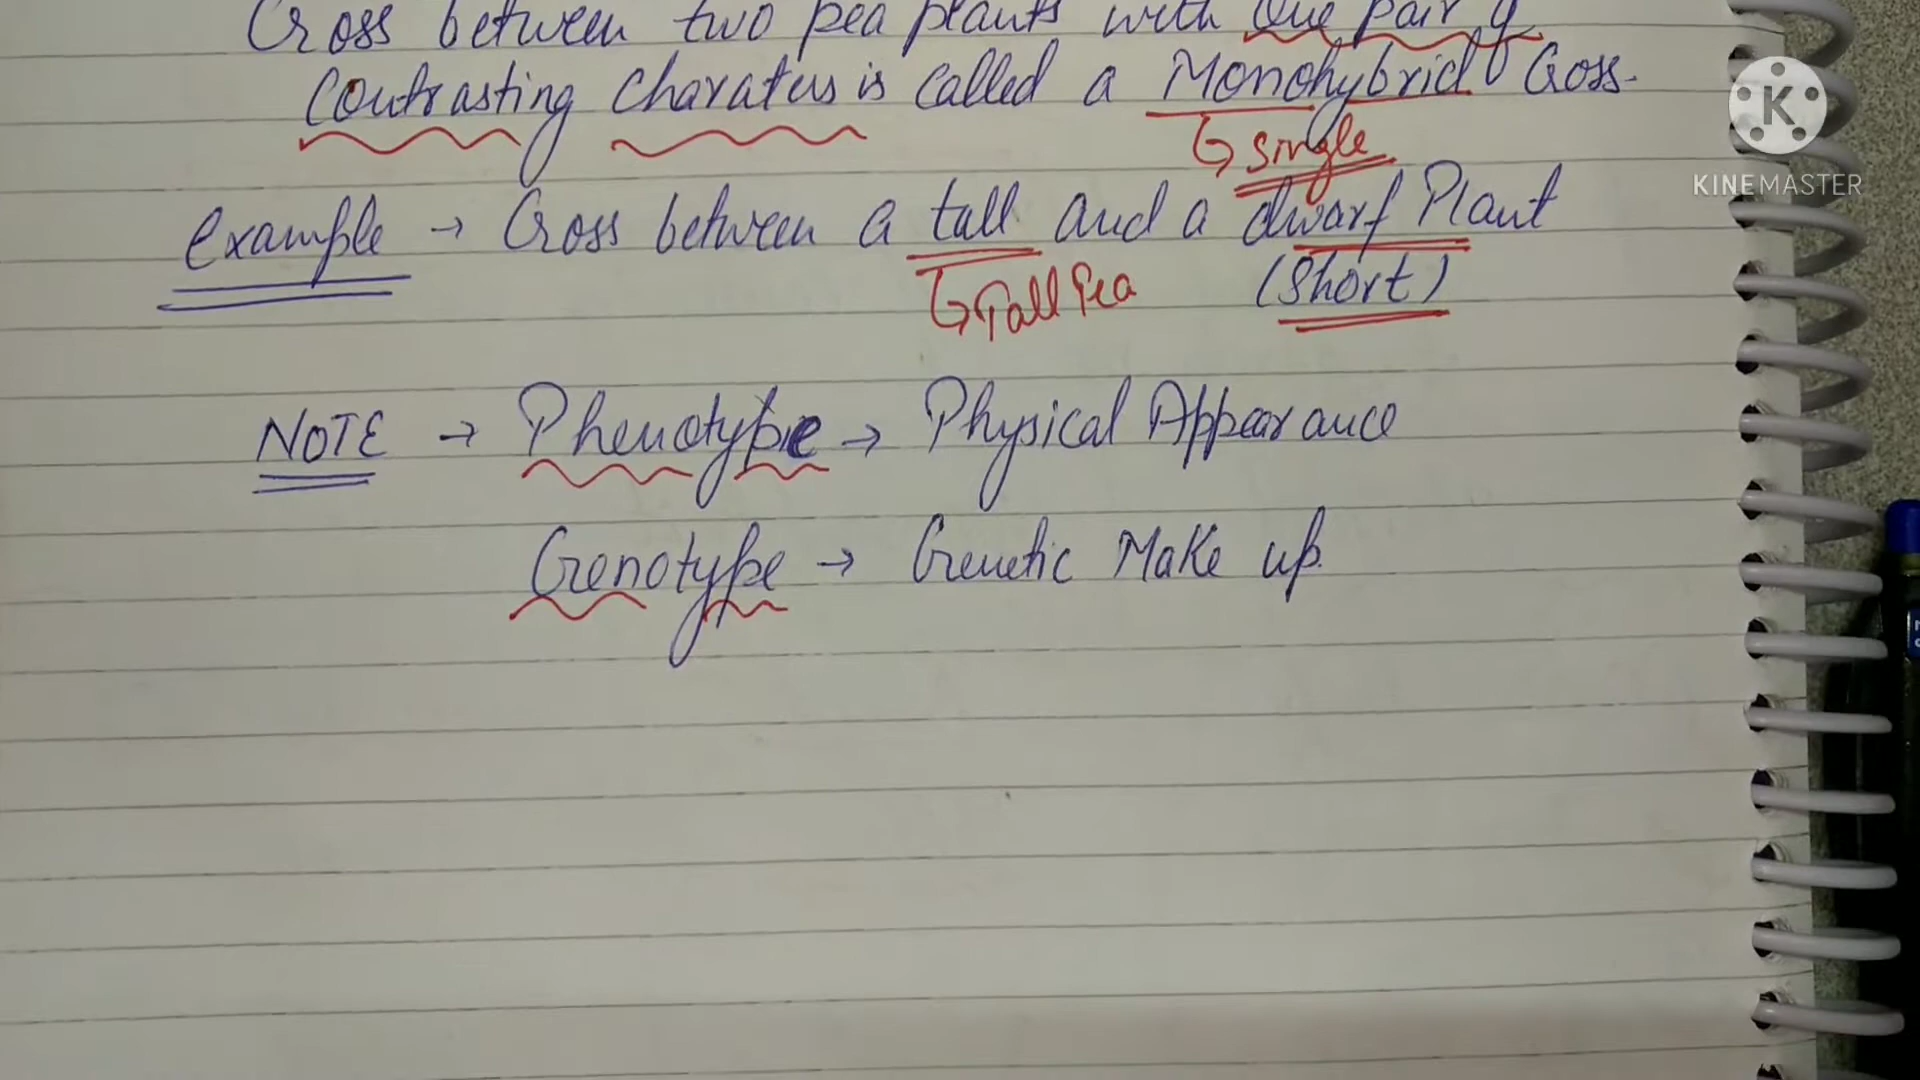 Cross between two pea plants with one pair of
Contrasting Charaters is Called a Monohybrid Cross.
↳ Single
Example → Cross between a tall and a dwarf Plant
↳ Tall Pea (Short)
NOTE → Phenotype → Physical Appearance
Genotype → Genetic Make up.
K
KINEMASTER